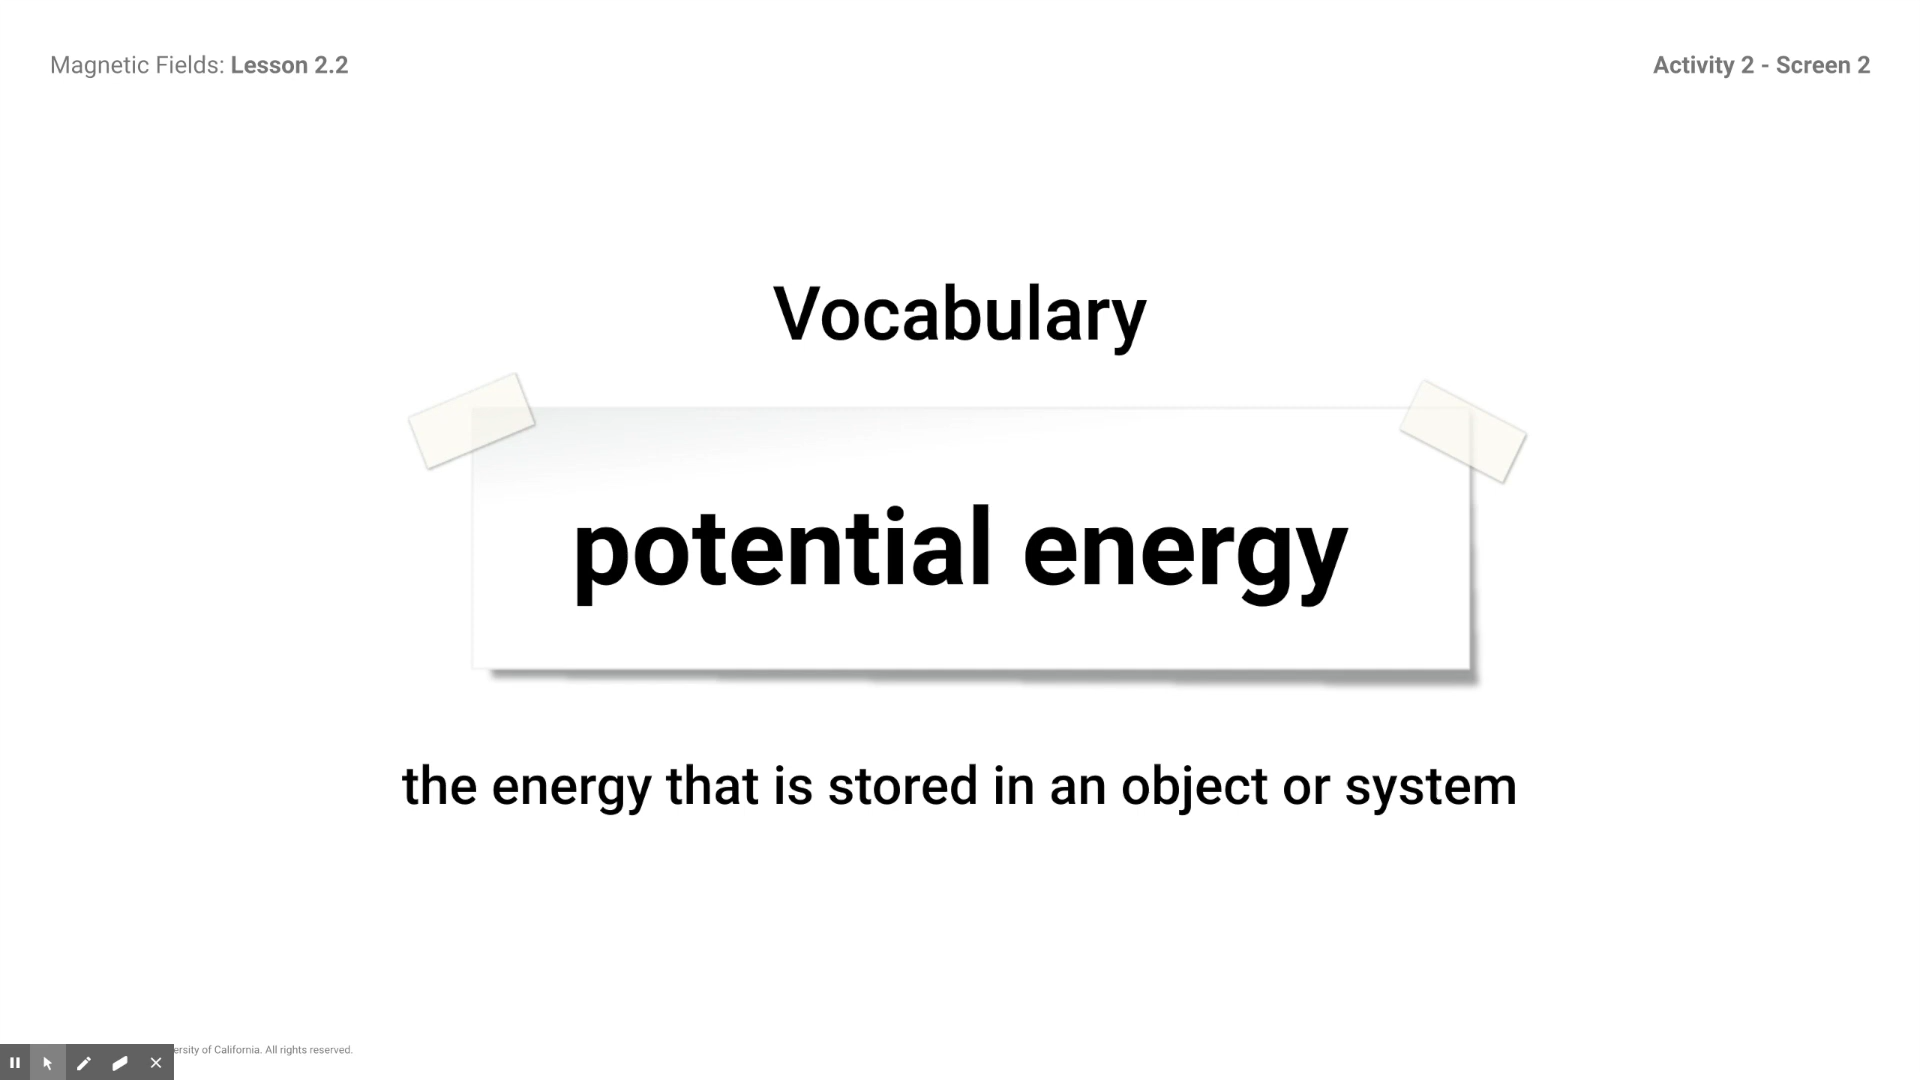 Magnetic Fields: Lesson 2.2
Activity 2 - Screen 2
Vocabulary
potential energy
the energy that is stored in an object or system
of California. All rights reserved.